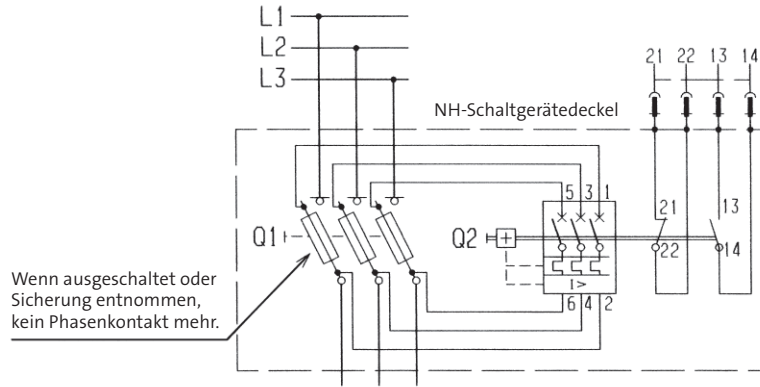 L1
L2
L3
21 22 13 14
NH-Schaltgerätedeckel
5 3 1
Q1
Q2
21
22
13
14
I>
6 4 2
Wenn ausgeschaltet oder
Sicherung entnommen,
kein Phasenkontakt mehr.